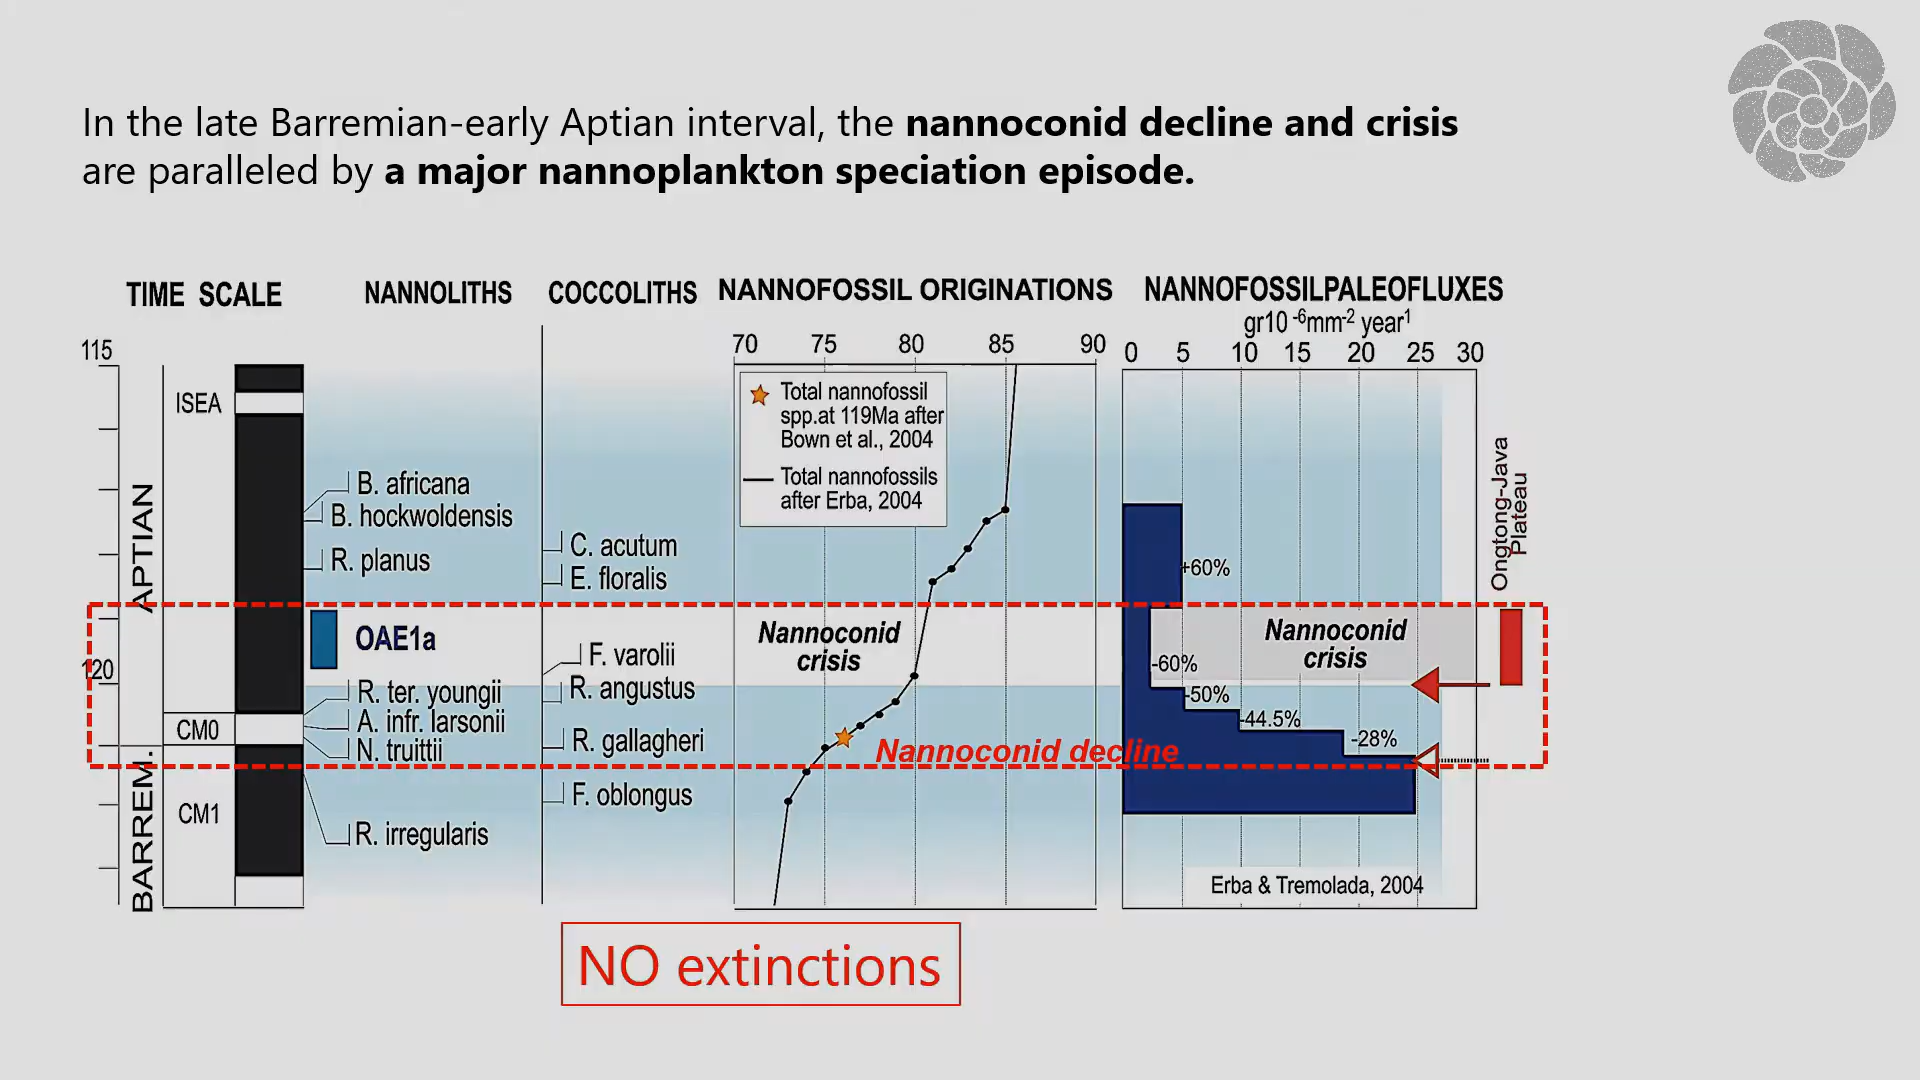 In the late Barremian-early Aptian interval, the nannoconid decline and crisis
are paralleled by a major nannoplankton speciation episode.
TIME SCALE
NANNOLITHS
COCCOLITHS
NANNOFOSSIL ORIGINATIONS
NANNOFOSSILPALEOFLUXES
gr10 -6mm-2 year1
70 75 80 85 90
0 5 10 15 20 25 30
115
120
APTIAN
BARREM.
ISEA
CM0
CM1
B. africana
B. hockwoldensis
R. planus
OAE1a
R. ter. youngii
A. infr. larsonii
N. truittii
R. irregularis
C. acutum
E. floralis
F. varolii
R. angustus
R. gallagheri
F. oblongus
Total nannofossil
spp.at 119Ma after
Bown et al., 2004
Total nannofossils
after Erba, 2004
Nannoconid
crisis
Nannoconid decline
+60%
-60%
-50%
-44.5%
-28%
Nannoconid
crisis
Erba & Tremolada, 2004
Ongtong-Java
Plateau
NO extinctions